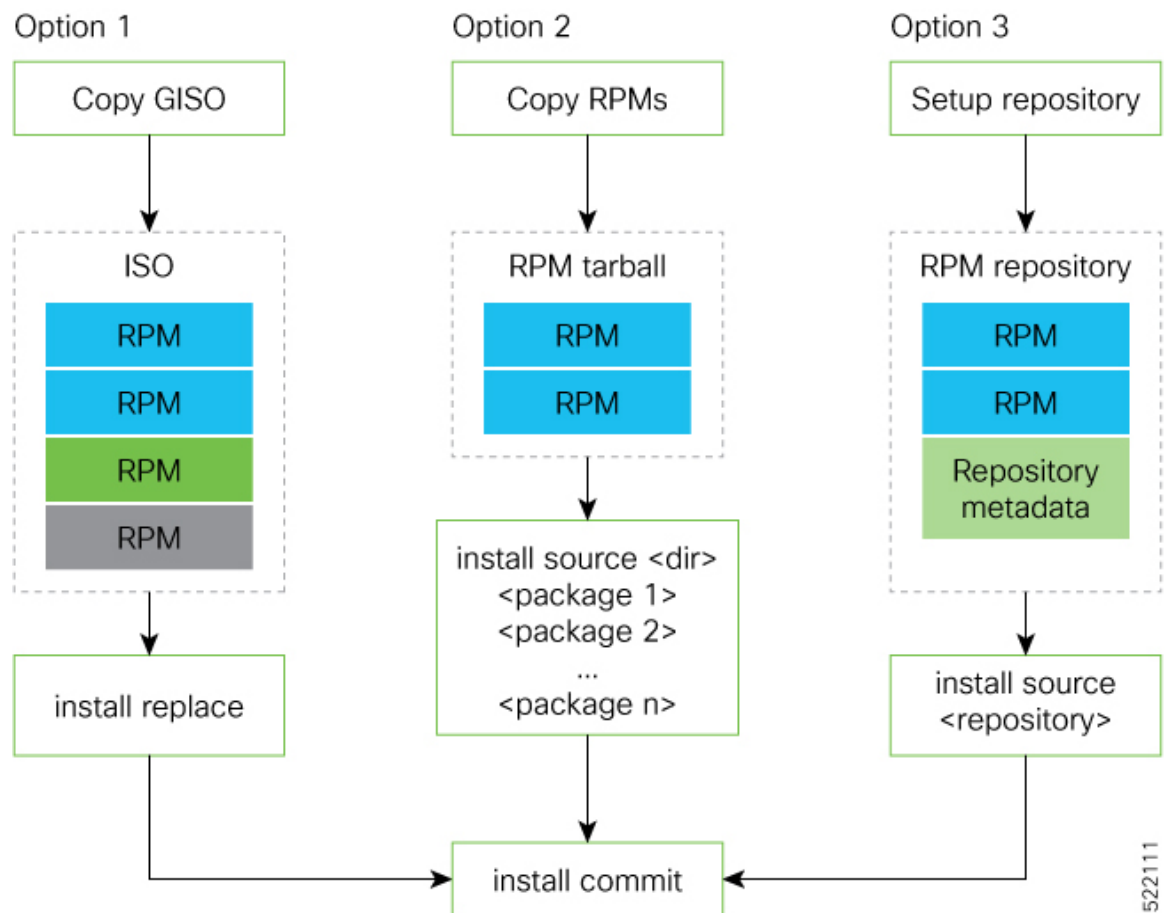 Option 1
Copy GISO
ISO
RPM
RPM
RPM
RPM
install replace
Option 2
Copy RPMs
RPM tarball
RPM
RPM
install source <dir>
<package 1>
<package 2>
...
<package n>
Option 3
Setup repository
RPM repository
RPM
RPM
Repository
metadata
install source
<repository>
install commit
522111